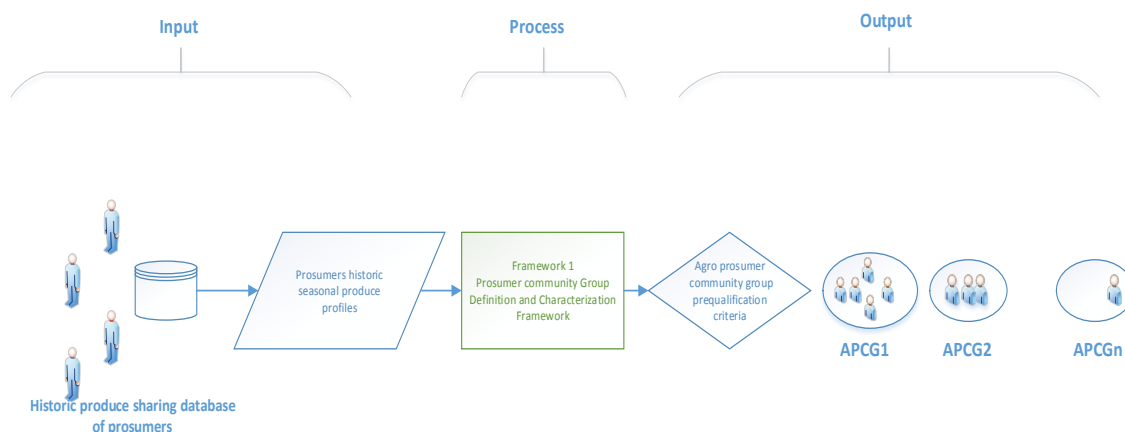 Input
Process
Output
Prosumers historic
seasonal produce
profiles
Framework 1
Prosumer community Group
Definition and Characterization
Framework
Agro prosumer
community group
prequalification
criteria
APCG1
APCG2
APCGn
Historic produce sharing database
of prosumers